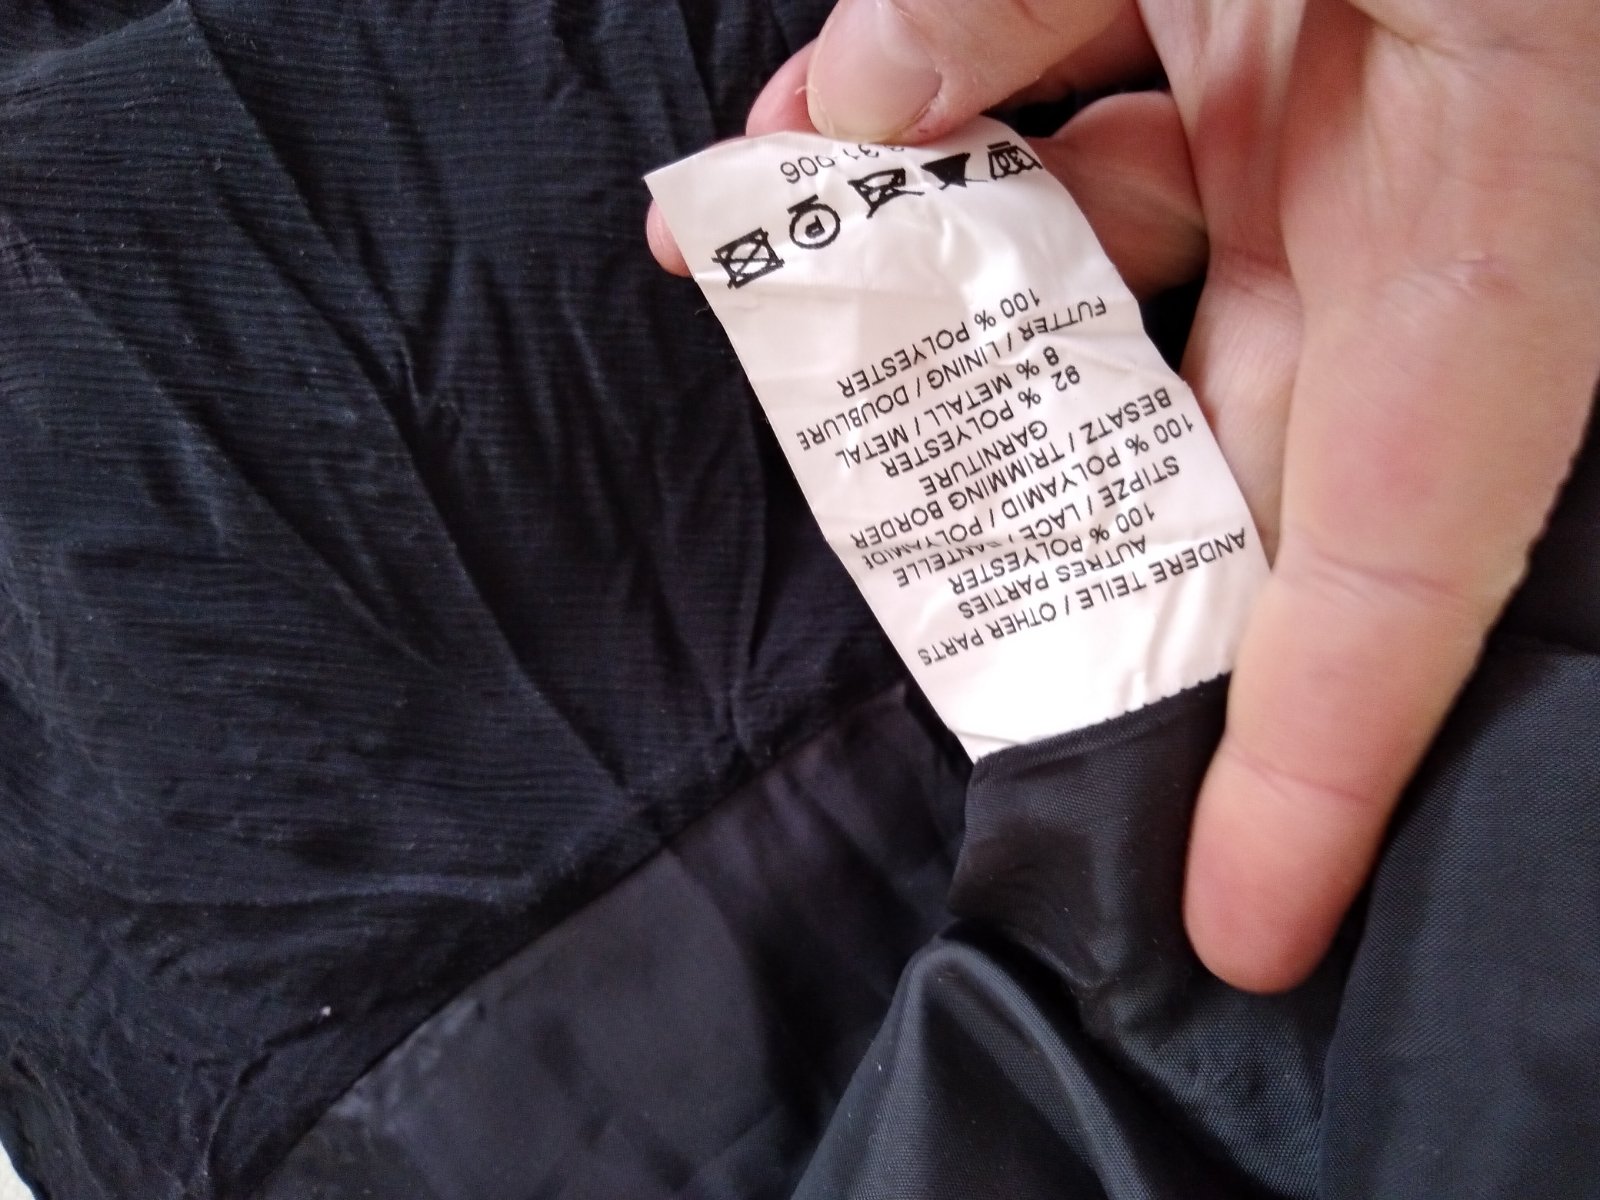 ANDERE TEILE / OTHER PARTS
AUTRES PARTIES
100 % POLYESTER
STIPZE / LACE /
100 % POLYAMID / POLYAMIDE
BESATZ / TRIMMING BORDER
GARNITURE
92 % POLYESTER
8 % METALL / METAL
FUTTER / LINING / DOUBLURE
100 % POLYESTER
30 P